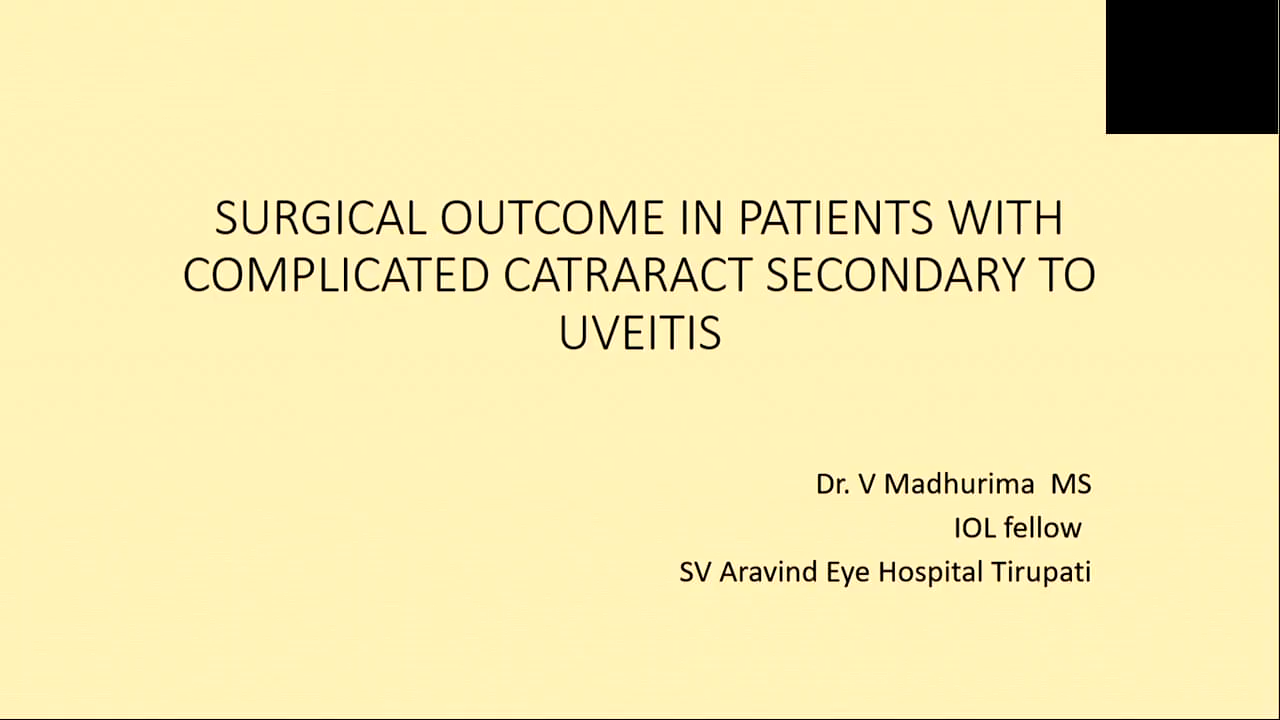 SURGICAL OUTCOME IN PATIENTS WITH
COMPLICATED CATRARACT SECONDARY TO
UVEITIS
Dr. V Madhurima  MS
IOL fellow
SV Aravind Eye Hospital Tirupati